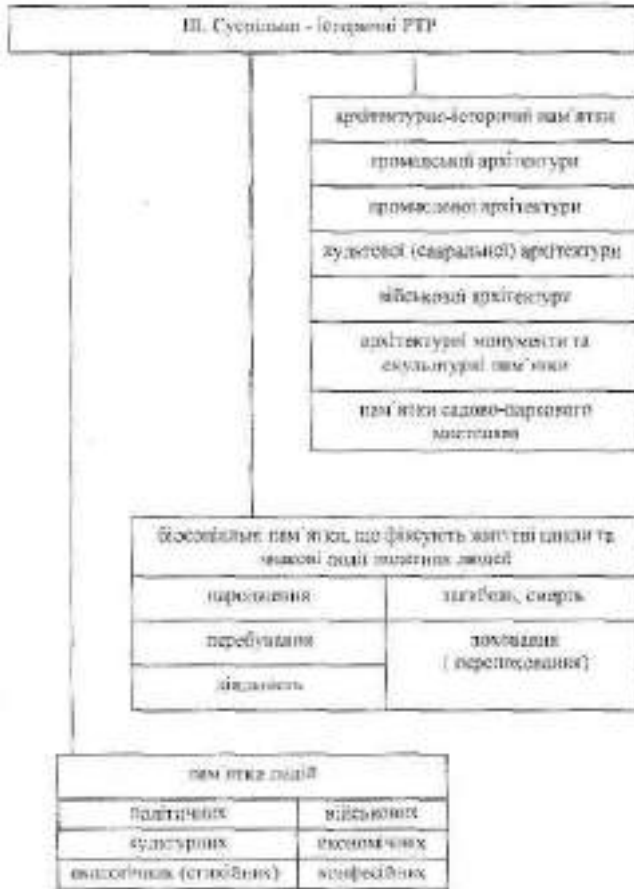 III. Суспільно - історичні РТР
архітектурно-історичні пам'ятки
громадської архітектури
промислової архітектури
культової (сакральної) архітектури
військової архітектури
архітектурні монументи та
скульптурні пам'ятки
пам'ятки садово-паркового
мистецтва
біосоціальні пам'ятки, що фіксують життєві цикли та
знакові події визначних людей
народження
загибель, смерть
перебування
поховання
(перепоховання)
діяльність
пам'ятки подій
політичних
військових
культурних
економічних
екологічних (стихійних)
конфесійних